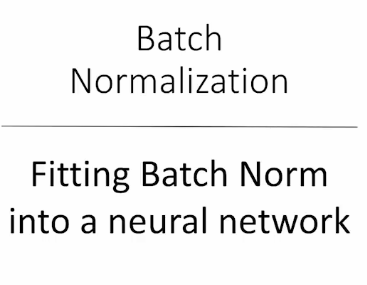 Batch
Normalization
Fitting Batch Norm
into a neural network